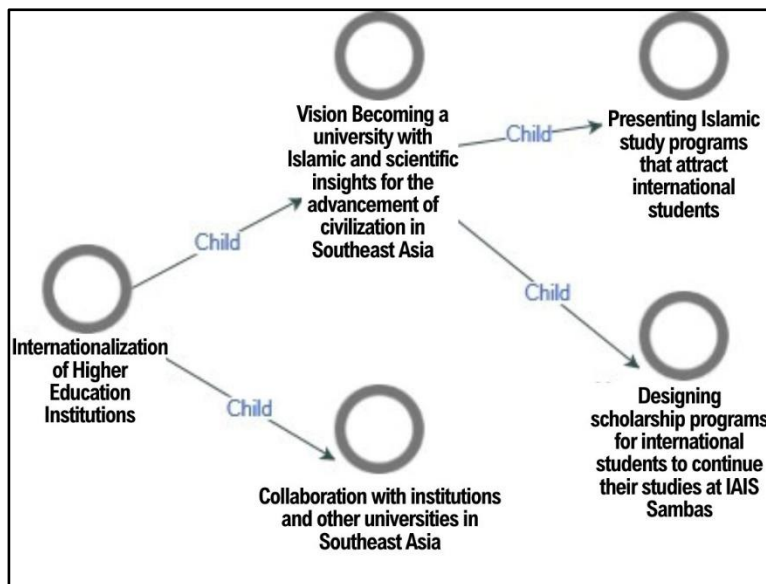 Vision Becoming a
university with
Islamic and scientific
insights for the
advancement of
civilization in
Southeast Asia
Child
Presenting Islamic
study programs
that attract
international
students
Child
Child
Internationalization
of Higher
Education
Institutions
Child
Collaboration with institutions
and other universities in
Southeast Asia
Designing
scholarship programs
for international
students to continue
their studies at IAIS
Sambas